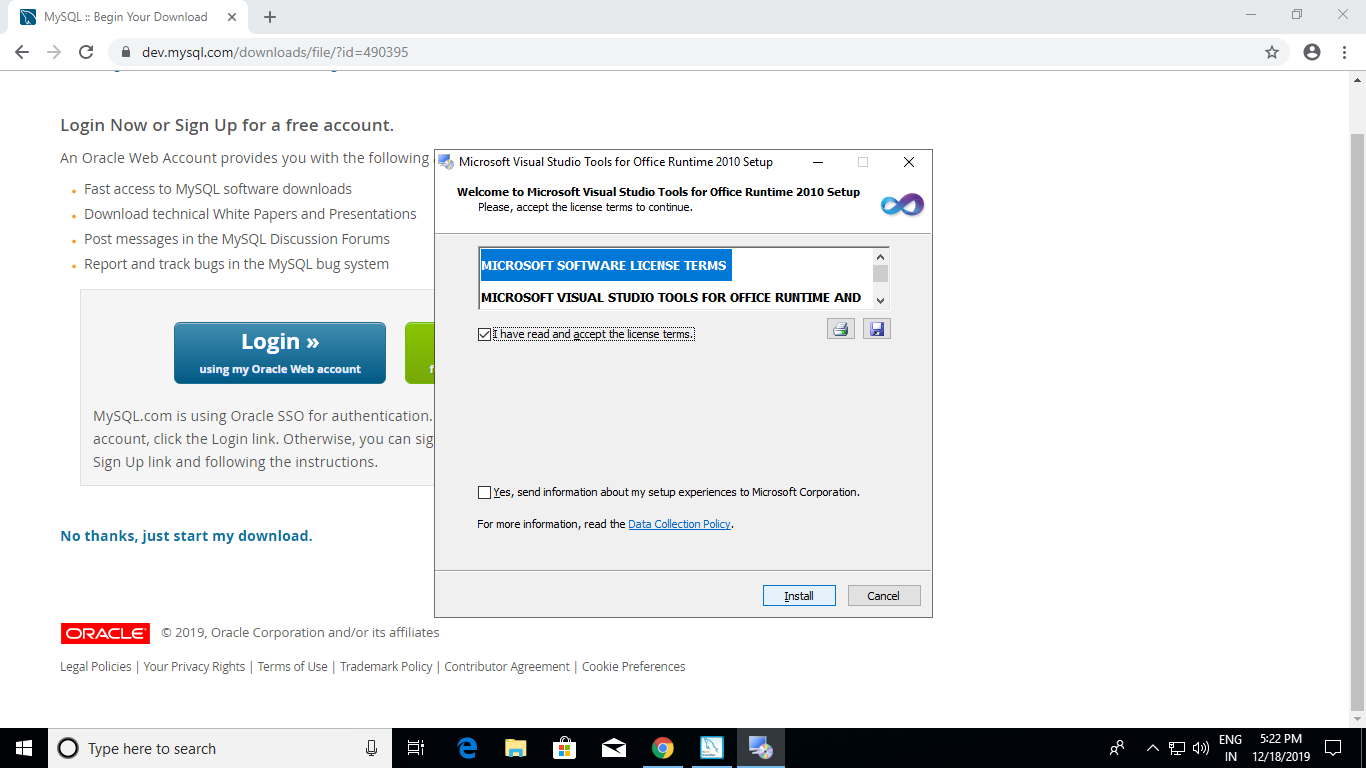 MySQL :: Begin Your Download
dev.mysql.com/downloads/file/?id=490395
Login Now or Sign Up for a free account.
An Oracle Web Account provides you with the following
Fast access to MySQL software downloads
Download technical White Papers and Presentations
Post messages in the MySQL Discussion Forums
Report and track bugs in the MySQL bug system
Login »
using my Oracle Web account
MySQL.com is using Oracle SSO for authentication.
account, click the Login link. Otherwise, you can sig
Sign Up link and following the instructions.
No thanks, just start my download.
Microsoft Visual Studio Tools for Office Runtime 2010 Setup
Welcome to Microsoft Visual Studio Tools for Office Runtime 2010 Setup
Please, accept the license terms to continue.
MICROSOFT SOFTWARE LICENSE TERMS
MICROSOFT VISUAL STUDIO TOOLS FOR OFFICE RUNTIME AND
I have read and accept the license terms.
Yes, send information about my setup experiences to Microsoft Corporation.
For more information, read the Data Collection Policy.
Install
Cancel
ORACLE © 2019, Oracle Corporation and/or its affiliates
Legal Policies | Your Privacy Rights | Terms of Use | Trademark Policy | Contributor Agreement | Cookie Preferences
Type here to search
ENG
IN
5:22 PM
12/18/2019